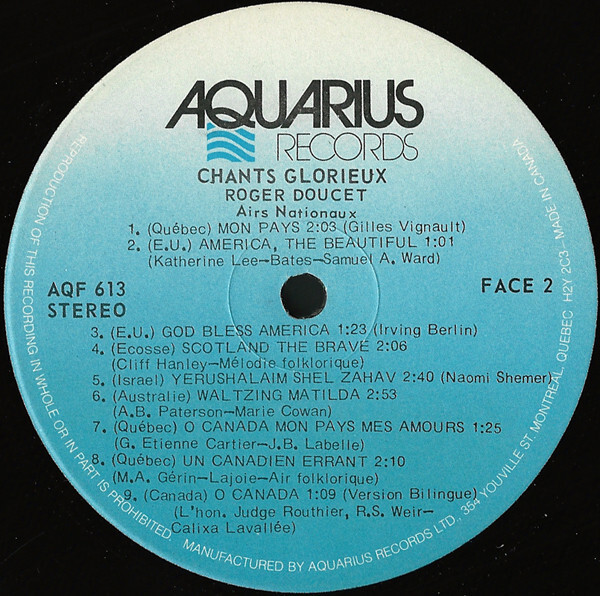 AQUARIUS
RECORDS
CHANTS GLORIEUX
ROGER DOUCET
Airs Nationaux
1. (Québec) MON PAYS 2:03 (Gilles Vignault)
2. (E.U.) AMERICA, THE BEAUTIFUL 1:01
(Katherine Lee-Bates-Samuel A. Ward)
AQF 613
STEREO
FACE 2
3. (E.U.) GOD BLESS AMERICA 1:23 (Irving Berlin)
4. (Ecosse) SCOTLAND THE BRAVE 2:06
(Cliff Hanley-Mélodie folklorique)
5. (Israel) YERUSHALAIM SHEL ZAHAV 2:40 (Naomi Shemer)
6. (Australie) WALTZING MATILDA 2:53
(A.B. Paterson-Marie Cowan)
7. (Québec) O CANADA MON PAYS MES AMOURS 1:25
(G. Etienne Cartier-J.B. Labelle)
8. (Québec) UN CANADIEN ERRANT 2:10
(M.A. Gérin-Lajoie-Air folklorique)
9. (Canada) O CANADA 1:09 (Version Bilingue)
(L'hon. Judge Routhier, R.S. Weir-
Calixa Lavallée)
REPRODUCTION OF THIS RECORDING IN WHOLE OR IN PART IS PROHIBITED. MANUFACTURED BY AQUARIUS RECORDS LTD., 354 YOUVILLE ST. MONTREAL, QUEBEC H2Y 2C3 - MADE IN CANADA